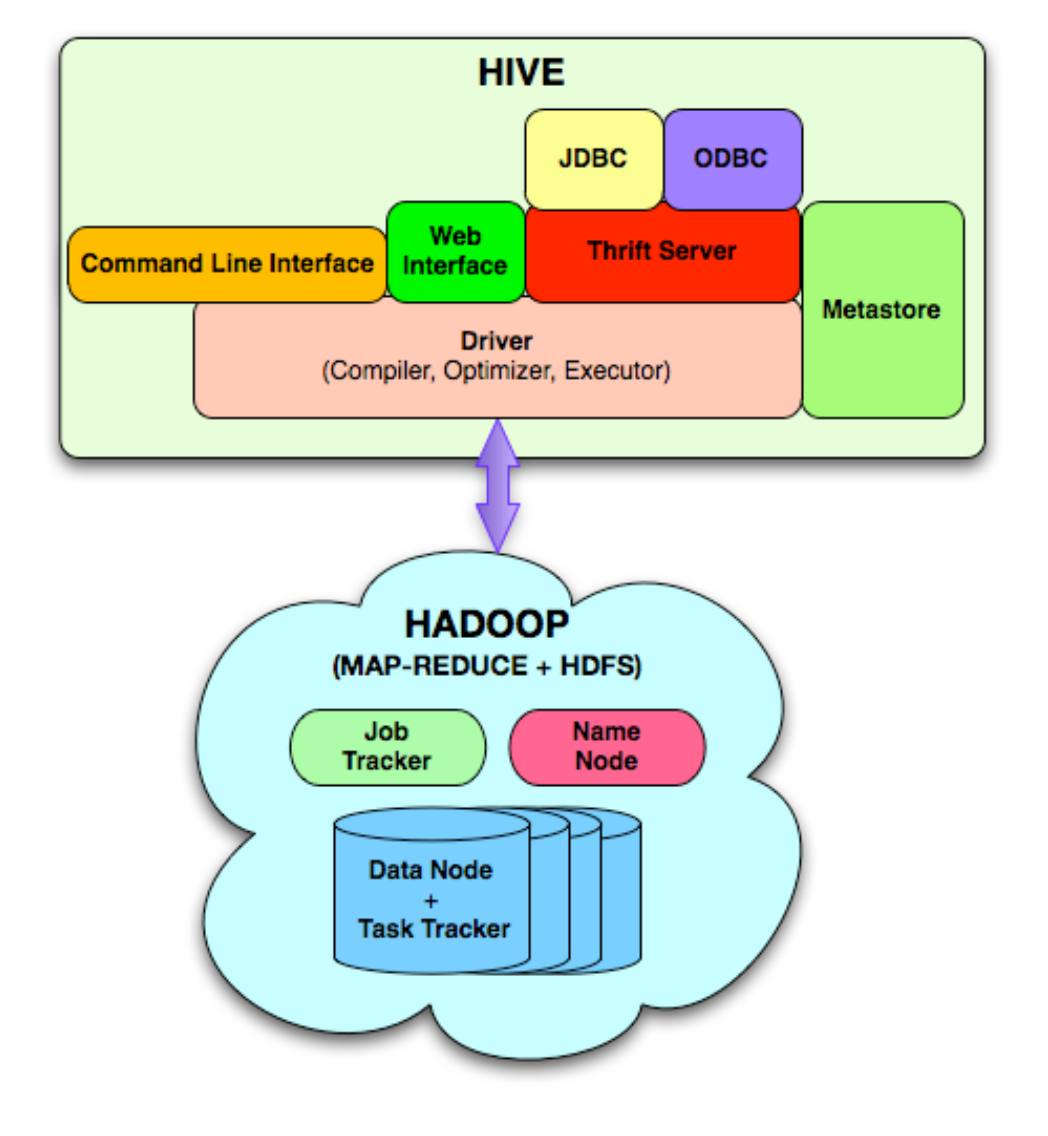 HIVE
JDBC
ODBC
Command Line Interface
Web
Interface
Thrift Server
Metastore
Driver
(Compiler, Optimizer, Executor)
HADOOP
(MAP-REDUCE + HDFS)
Job
Tracker
Name
Node
Data Node
+
Task Tracker